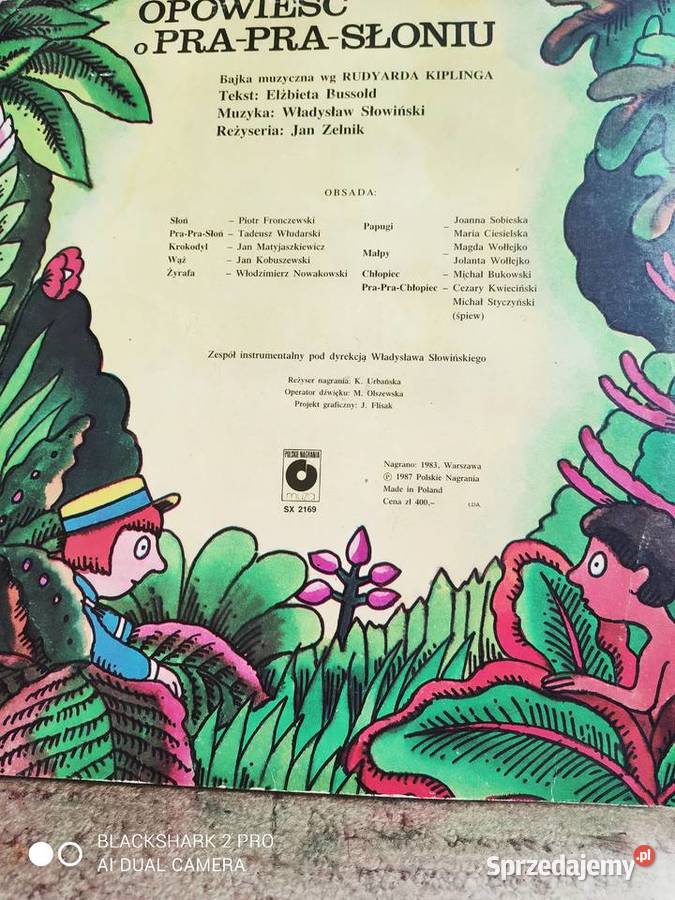 OPOWIEŚĆ
o PRA-PRA-SŁONIU
Bajka muzyczna wg RUDYARDA KIPLINGA
Tekst: Elżbieta Bussold
Muzyka: Władysław Słowiński
Reżyseria: Jan Zelnik
OBSADA:
Słoń – Piotr Fronczewski
Pra-Pra-Słoń – Tadeusz Włudarski
Krokodyl – Jan Matyjaszkiewicz
Wąż – Jan Kobuszewski
Żyrafa – Włodzimierz Nowakowski
Papugi – Joanna Sobieska
Maria Ciesielska
Małpy – Magda Wołłejko
Jolanta Wołłejko
Chłopiec – Michał Bukowski
Pra-Pra-Chłopiec – Cezary Kwieciński
Michał Styczyński
(śpiew)
Zespół instrumentalny pod dyrekcją Władysława Słowińskiego
Reżyser nagrania: K. Urbańska
Operator dźwięku: M. Olszewska
Projekt graficzny: J. Flisak
POLSKIE NAGRANIA
muza
SX 2169
Nagrano: 1983, Warszawa
Ⓟ 1987 Polskie Nagrania
Made in Poland
Cena zł 400,–
LDA
BLACKSHARK 2 PRO
AI DUAL CAMERA
Sprzedajemy.pl